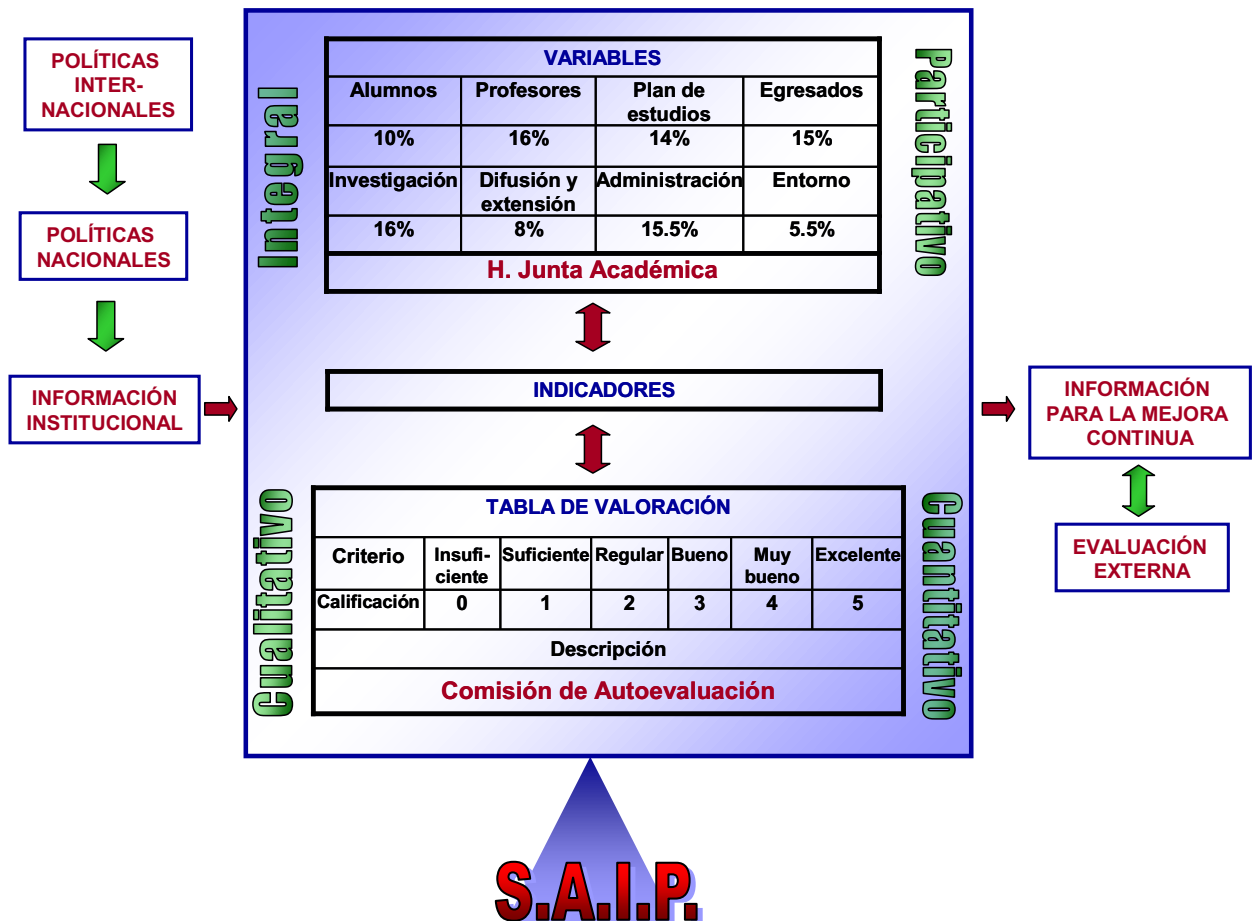 POLÍTICAS
INTER-
NACIONALES
POLÍTICAS
NACIONALES
INFORMACIÓN
INSTITUCIONAL
Integral
Participativo
VARIABLES
Alumnos Profesores Plan de estudios Egresados
10% 16% 14% 15%
Investigación Difusión y extensión Administración Entorno
16% 8% 15.5% 5.5%
H. Junta Académica
INDICADORES
Cualitativo
Cuantitativo
TABLA DE VALORACIÓN
Criterio Insufi-ciente Suficiente Regular Bueno Muy bueno Excelente
Calificación 0 1 2 3 4 5
Descripción
Comisión de Autoevaluación
INFORMACIÓN
PARA LA MEJORA
CONTINUA
EVALUACIÓN
EXTERNA
S.A.I.P.